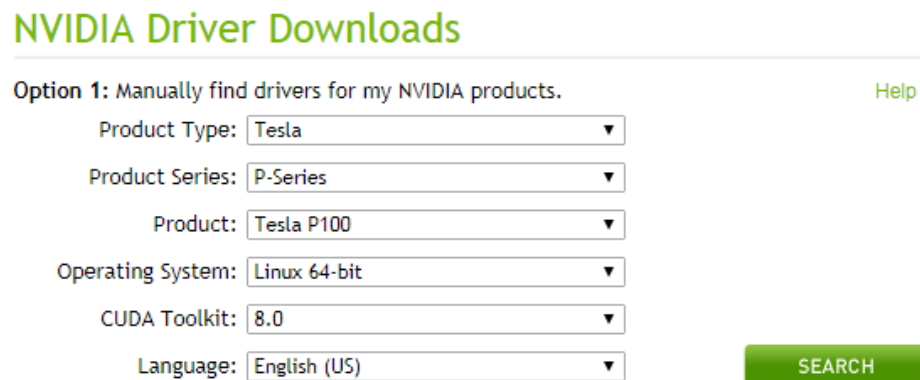 NVIDIA Driver Downloads
Option 1: Manually find drivers for my NVIDIA products. Help
Product Type: Tesla
Product Series: P-Series
Product: Tesla P100
Operating System: Linux 64-bit
CUDA Toolkit: 8.0
Language: English (US) SEARCH